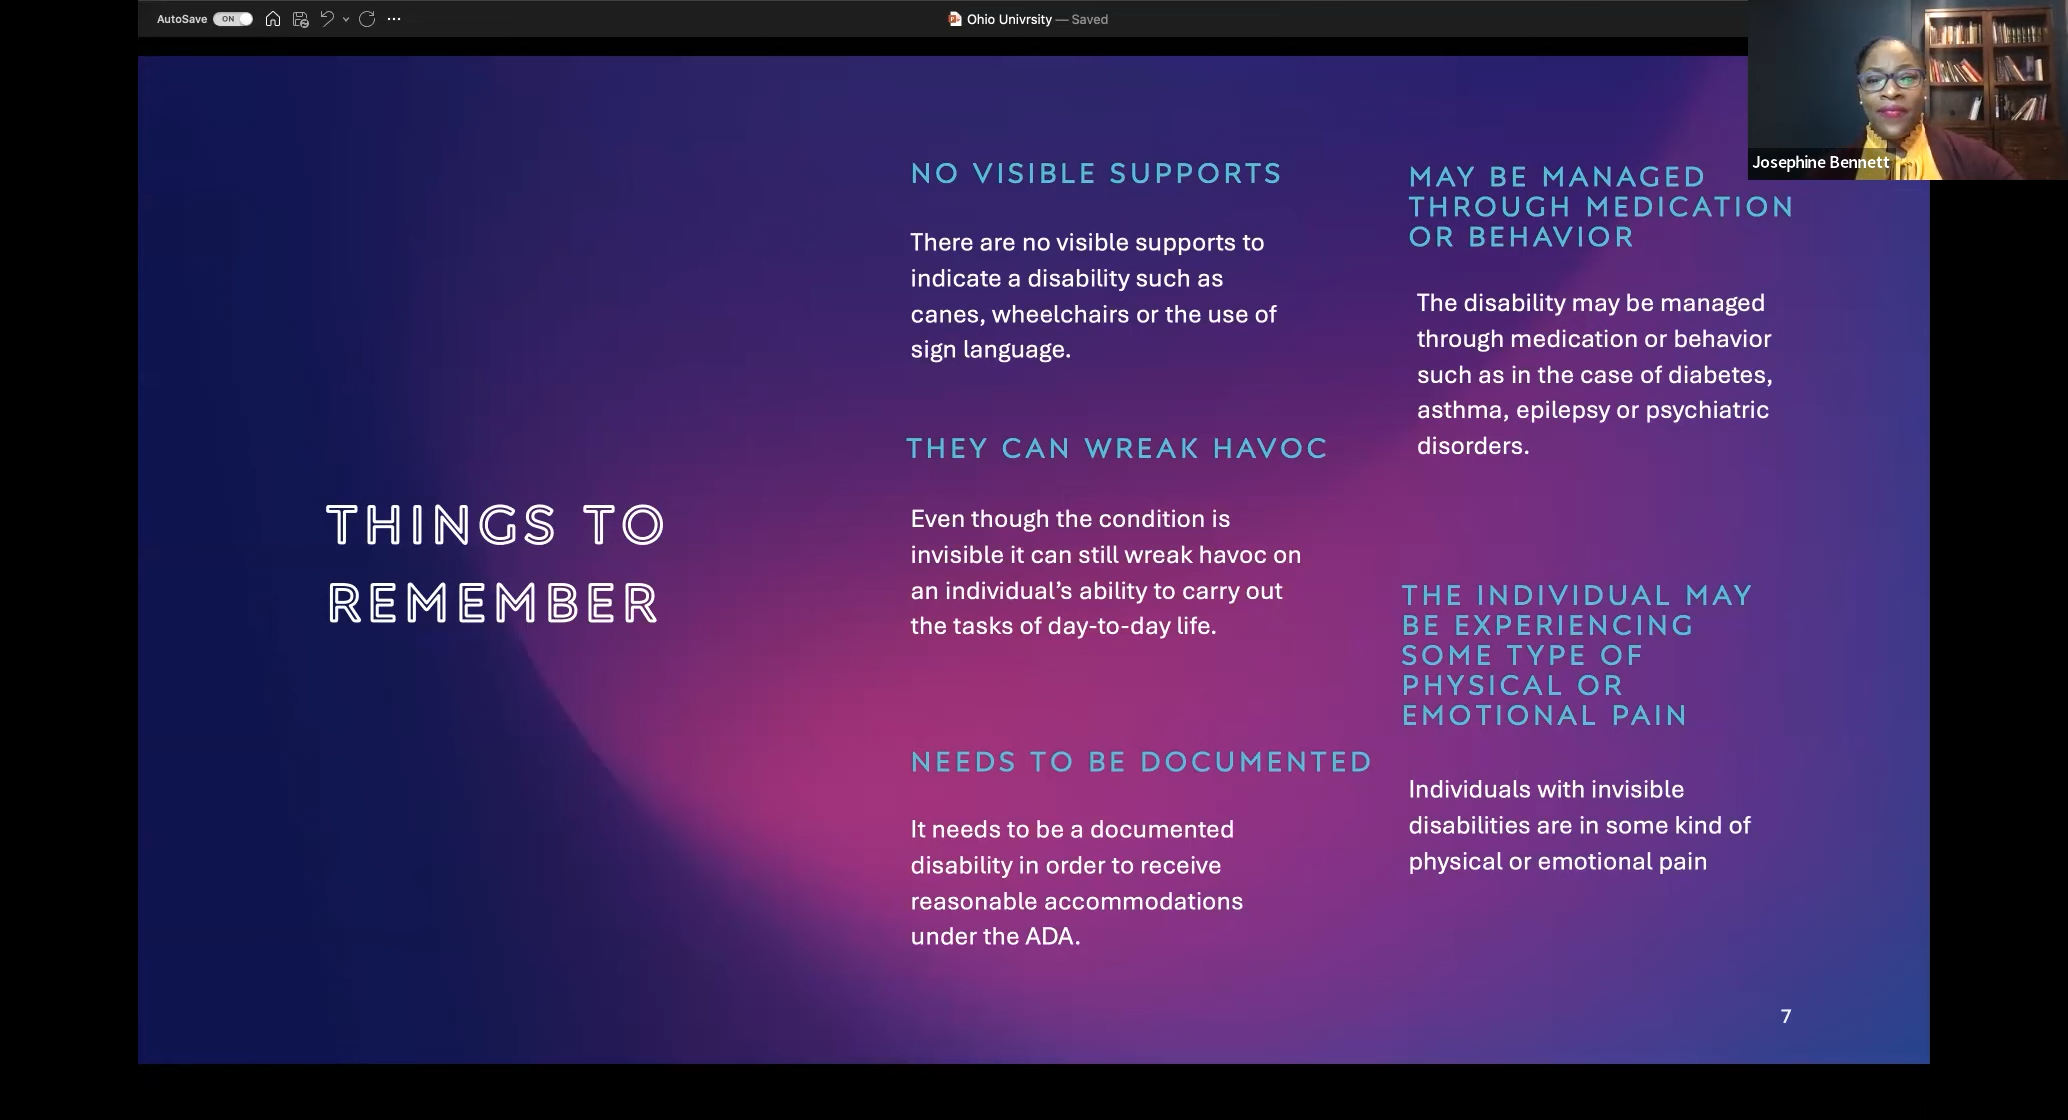 AutoSave ON
Ohio Univrsity — Saved
Josephine Bennett
THINGS TO
REMEMBER
NO VISIBLE SUPPORTS
There are no visible supports to
indicate a disability such as
canes, wheelchairs or the use of
sign language.
THEY CAN WREAK HAVOC
Even though the condition is
invisible it can still wreak havoc on
an individual’s ability to carry out
the tasks of day-to-day life.
NEEDS TO BE DOCUMENTED
It needs to be a documented
disability in order to receive
reasonable accommodations
under the ADA.
MAY BE MANAGED
THROUGH MEDICATION
OR BEHAVIOR
The disability may be managed
through medication or behavior
such as in the case of diabetes,
asthma, epilepsy or psychiatric
disorders.
THE INDIVIDUAL MAY
BE EXPERIENCING
SOME TYPE OF
PHYSICAL OR
EMOTIONAL PAIN
Individuals with invisible
disabilities are in some kind of
physical or emotional pain
7